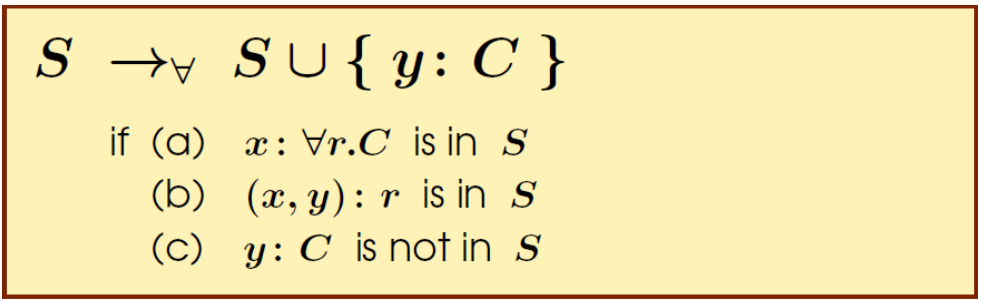 S →∀ S ∪ { y : C }
if (a) x : ∀r.C is in S
(b) (x, y) : r is in S
(c) y : C is not in S